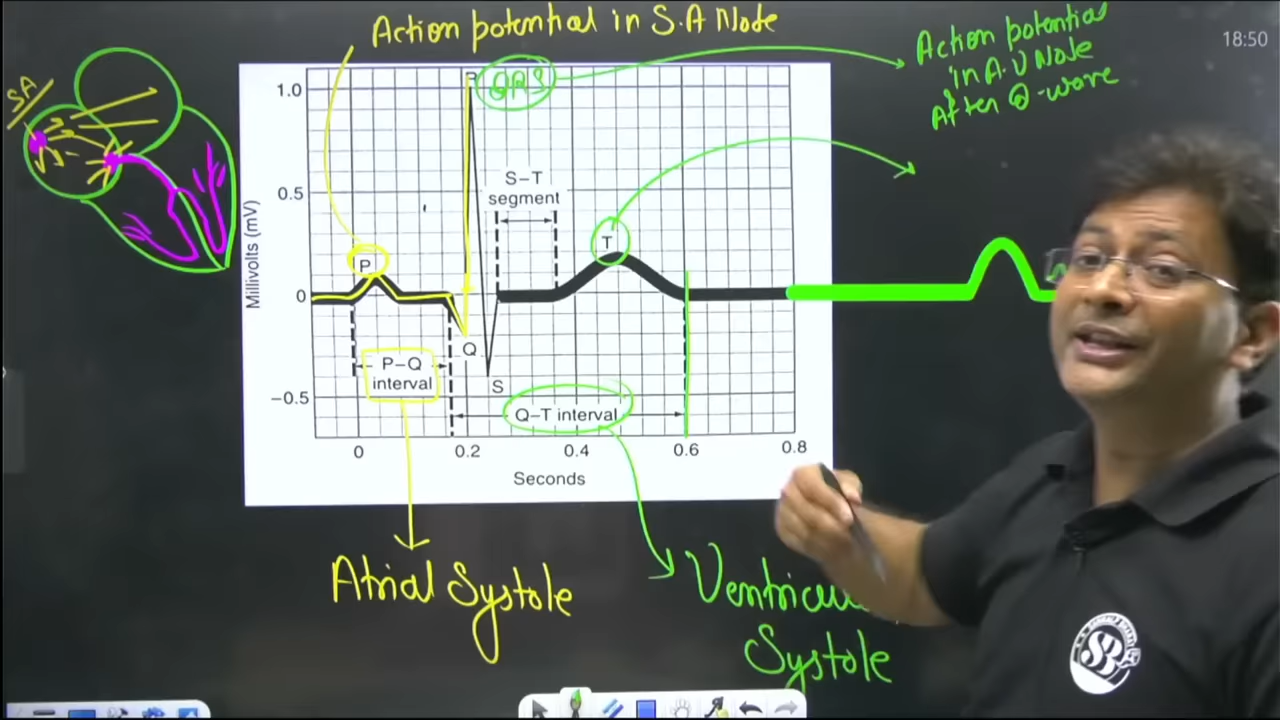 Action potential in S.A Node
18:50
Action potential
in A.V Node
After Q-wave
SA
R
QRS
1.0
0.5
0
−0.5
Millivolts (mV)
S–T
segment
P
T
Q
S
P–Q
interval
Q–T interval
0
0.2
0.4
0.6
0.8
Seconds
Atrial Systole
Ventricu
Systole
SB